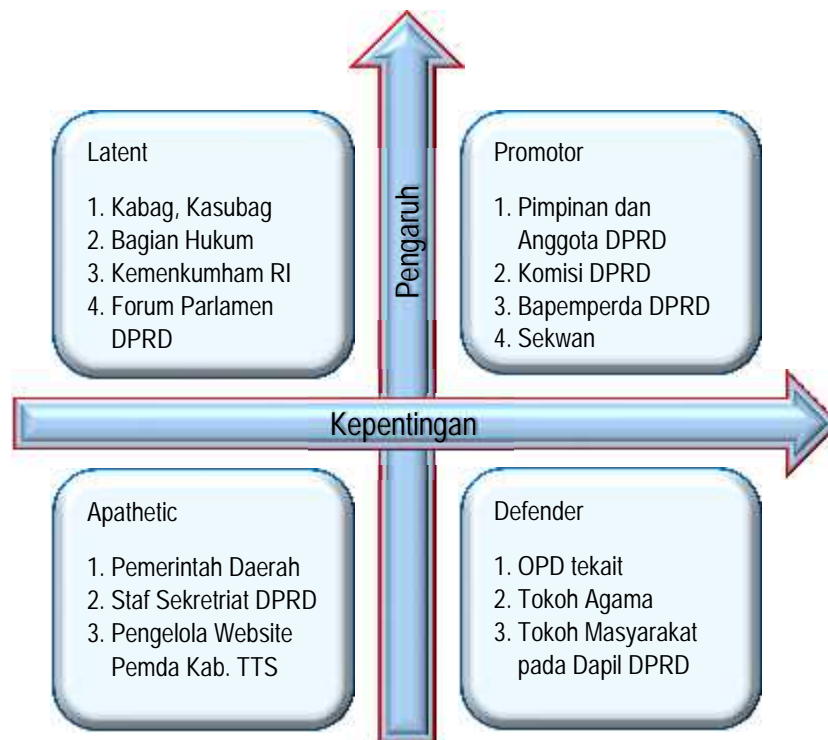 Latent
1. Kabag, Kasubag
2. Bagian Hukum
3. Kemenkumham RI
4. Forum Parlamen
DPRD
Pengaruh
Promotor
1. Pimpinan dan
Anggota DPRD
2. Komisi DPRD
3. Bapemperda DPRD
4. Sekwan
Kepentingan
Apathetic
1. Pemerintah Daerah
2. Staf Sekretriat DPRD
3. Pengelola Website
Pemda Kab. TTS
Defender
1. OPD tekait
2. Tokoh Agama
3. Tokoh Masyarakat
pada Dapil DPRD